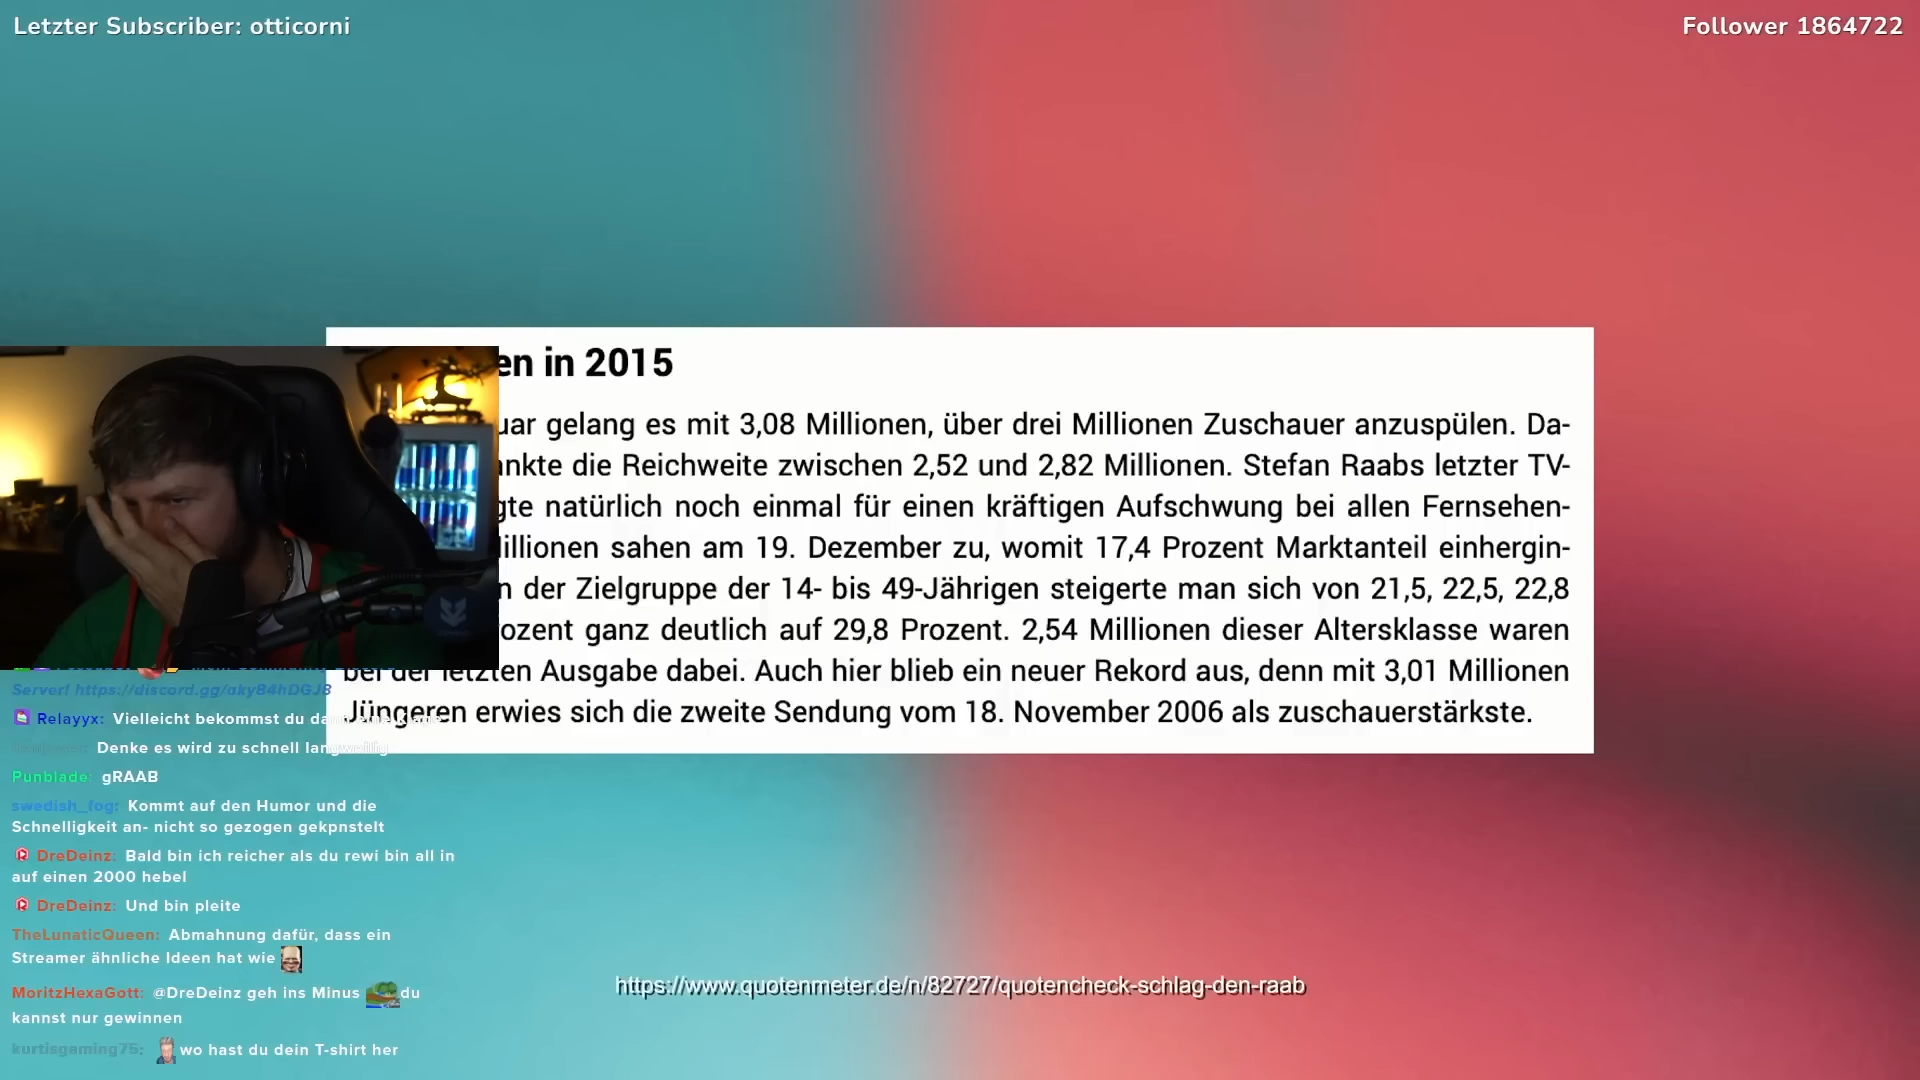 Letzter Subscriber: otticorni
Follower 1864722
en in 2015
uar gelang es mit 3,08 Millionen, über drei Millionen Zuschauer anzuspülen. Da-
nkte die Reichweite zwischen 2,52 und 2,82 Millionen. Stefan Raabs letzter TV-
gte natürlich noch einmal für einen kräftigen Aufschwung bei allen Fernsehen-
illionen sahen am 19. Dezember zu, womit 17,4 Prozent Marktanteil einhergin-
n der Zielgruppe der 14- bis 49-Jährigen steigerte man sich von 21,5, 22,5, 22,8
ozent ganz deutlich auf 29,8 Prozent. 2,54 Millionen dieser Altersklasse waren
bei der letzten Ausgabe dabei. Auch hier blieb ein neuer Rekord aus, denn mit 3,01 Millionen
Jüngeren erwies sich die zweite Sendung vom 18. November 2006 als zuschauerstärkste.
Server! https://discord.gg/aky84hDGJ8
Relayyx: Vielleicht bekommst du dann eine Klage
Denke es wird zu schnell langweilig
Punblade: gRAAB
swedish_fog: Kommt auf den Humor und die
Schnelligkeit an- nicht so gezogen gekpnstelt
DreDeinz: Bald bin ich reicher als du rewi bin all in
auf einen 2000 hebel
DreDeinz: Und bin pleite
TheLunaticQueen: Abmahnung dafür, dass ein
Streamer ähnliche Ideen hat wie
MoritzHexaGott: @DreDeinz geh ins Minus du
kannst nur gewinnen
kurtisgaming75: wo hast du dein T-shirt her
https://www.quotenmeter.de/n/82727/quotencheck-schlag-den-raab